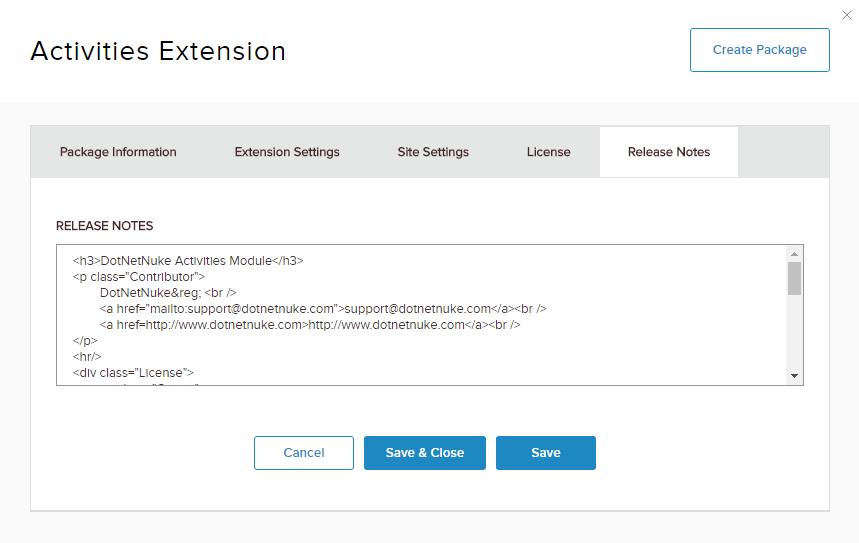 Activities Extension
Create Package
Package Information
Extension Settings
Site Settings
License
Release Notes
RELEASE NOTES
<h3>DotNetNuke Activities Module</h3>
<p class="Contributor">
DotNetNuke&reg; <br />
<a href="mailto:support@dotnetnuke.com">support@dotnetnuke.com</a><br />
<a href=http://www.dotnetnuke.com>http://www.dotnetnuke.com</a><br />
</p>
<hr/>
<div class="License">
Cancel
Save & Close
Save